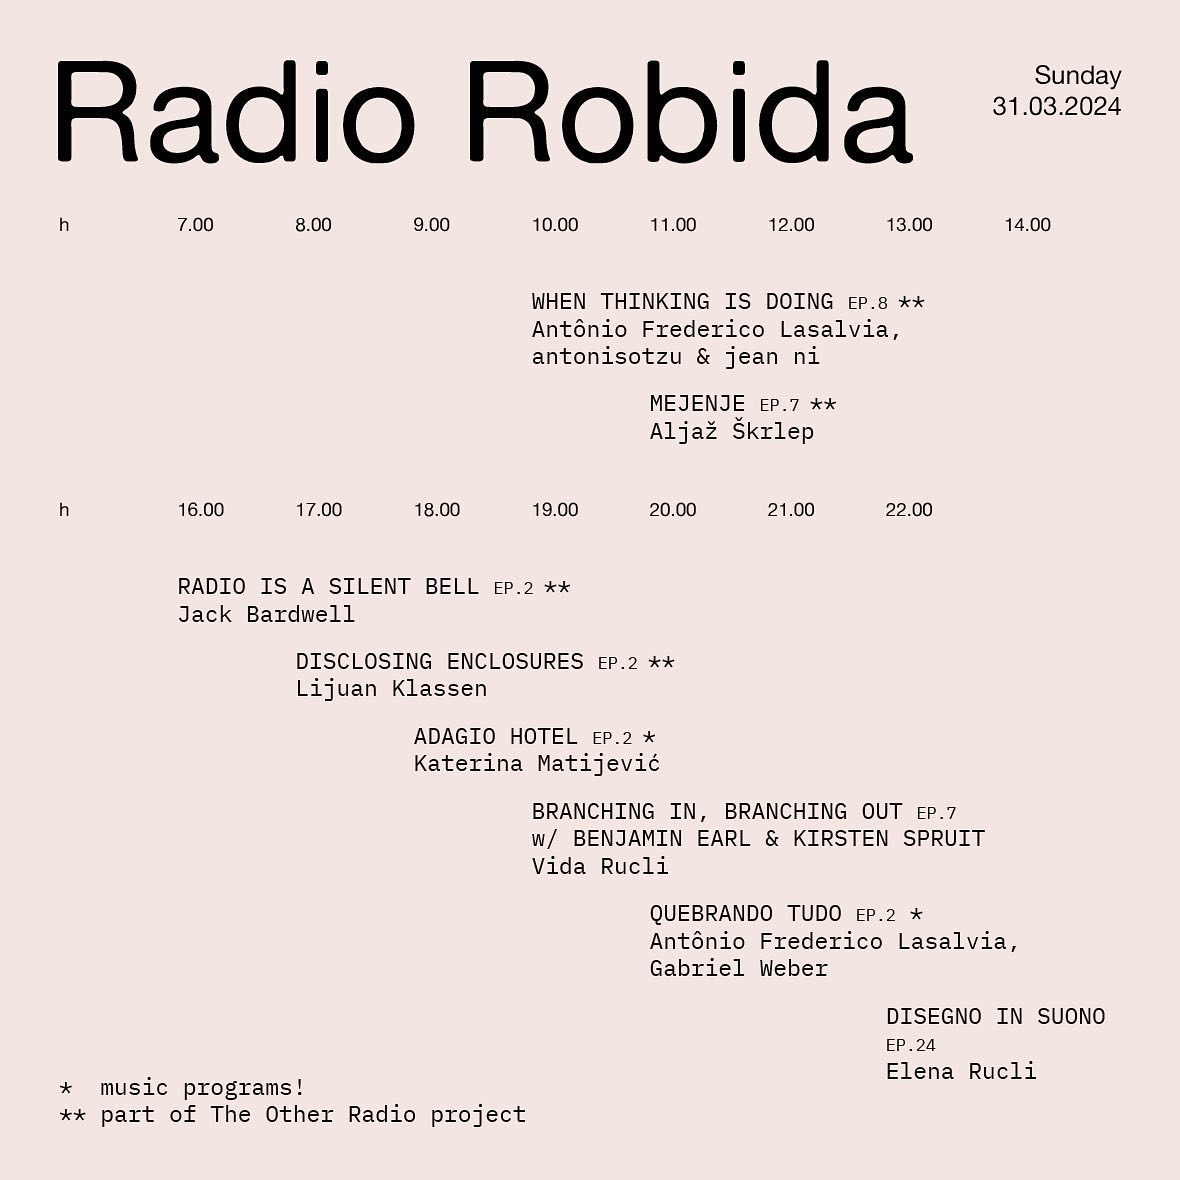 Radio Robida
Sunday
31.03.2024
h 7.00 8.00 9.00 10.00 11.00 12.00 13.00 14.00
WHEN THINKING IS DOING EP.8 **
Antônio Frederico Lasalvia,
antonisotzu & jean ni
MEJENJE EP.7 **
Aljaž Škrlep
h 16.00 17.00 18.00 19.00 20.00 21.00 22.00
RADIO IS A SILENT BELL EP.2 **
Jack Bardwell
DISCLOSING ENCLOSURES EP.2 **
Lijuan Klassen
ADAGIO HOTEL EP.2 *
Katerina Matijević
BRANCHING IN, BRANCHING OUT EP.7
w/ BENJAMIN EARL & KIRSTEN SPRUIT
Vida Rucli
QUEBRANDO TUDO EP.2 *
Antônio Frederico Lasalvia,
Gabriel Weber
DISEGNO IN SUONO
EP.24
Elena Rucli
* music programs!
** part of The Other Radio project